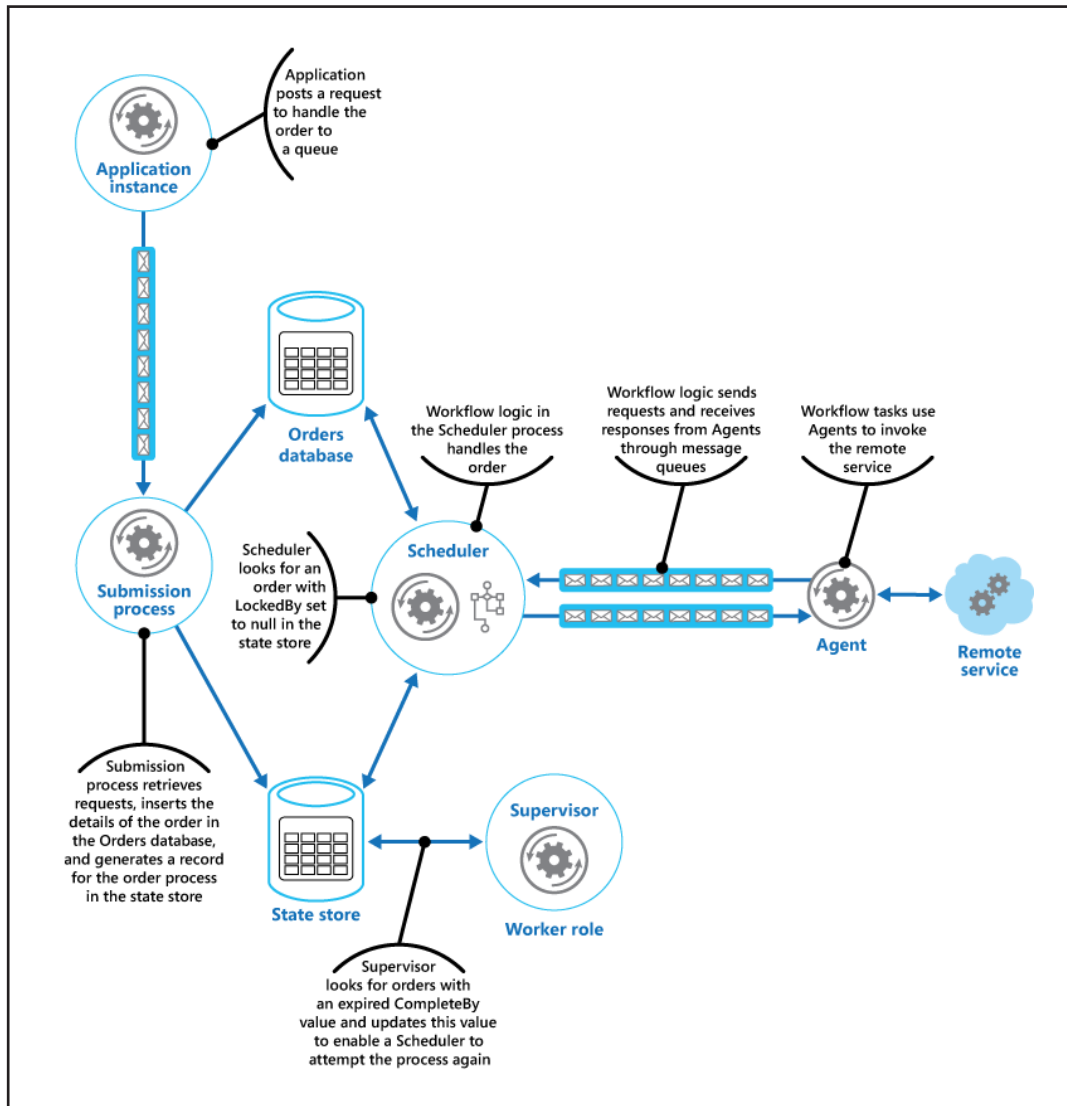 Application
posts a request
to handle the
order to
a queue
Application
instance
Orders
database
Workflow logic in
the Scheduler process
handles the
order
Workflow logic sends
requests and receives
responses from Agents
through message
queues
Workflow tasks use
Agents to invoke
the remote
service
Submission
process
Scheduler
looks for an
order with
LockedBy set
to null in the
state store
Scheduler
Agent
Remote
service
Submission
process retrieves
requests, inserts the
details of the order in
the Orders database,
and generates a record
for the order process
in the state store
State store
Supervisor
Worker role
Supervisor
looks for orders with
an expired CompleteBy
value and updates this value
to enable a Scheduler to
attempt the process again